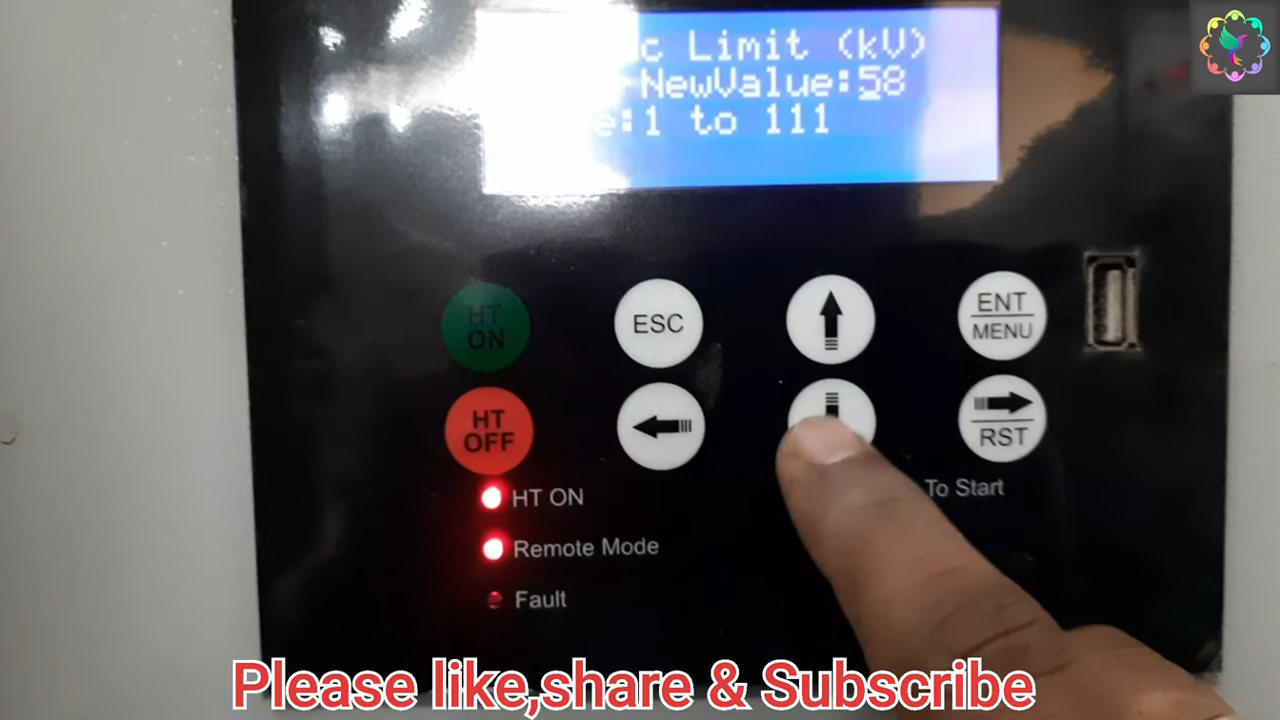 c Limit (kV)
NewValue:58
e:1 to 111
HT
ON
ESC
ENT
MENU
HT
OFF
RST
HT ON
To Start
Remote Mode
Fault
Please like,share & Subscribe